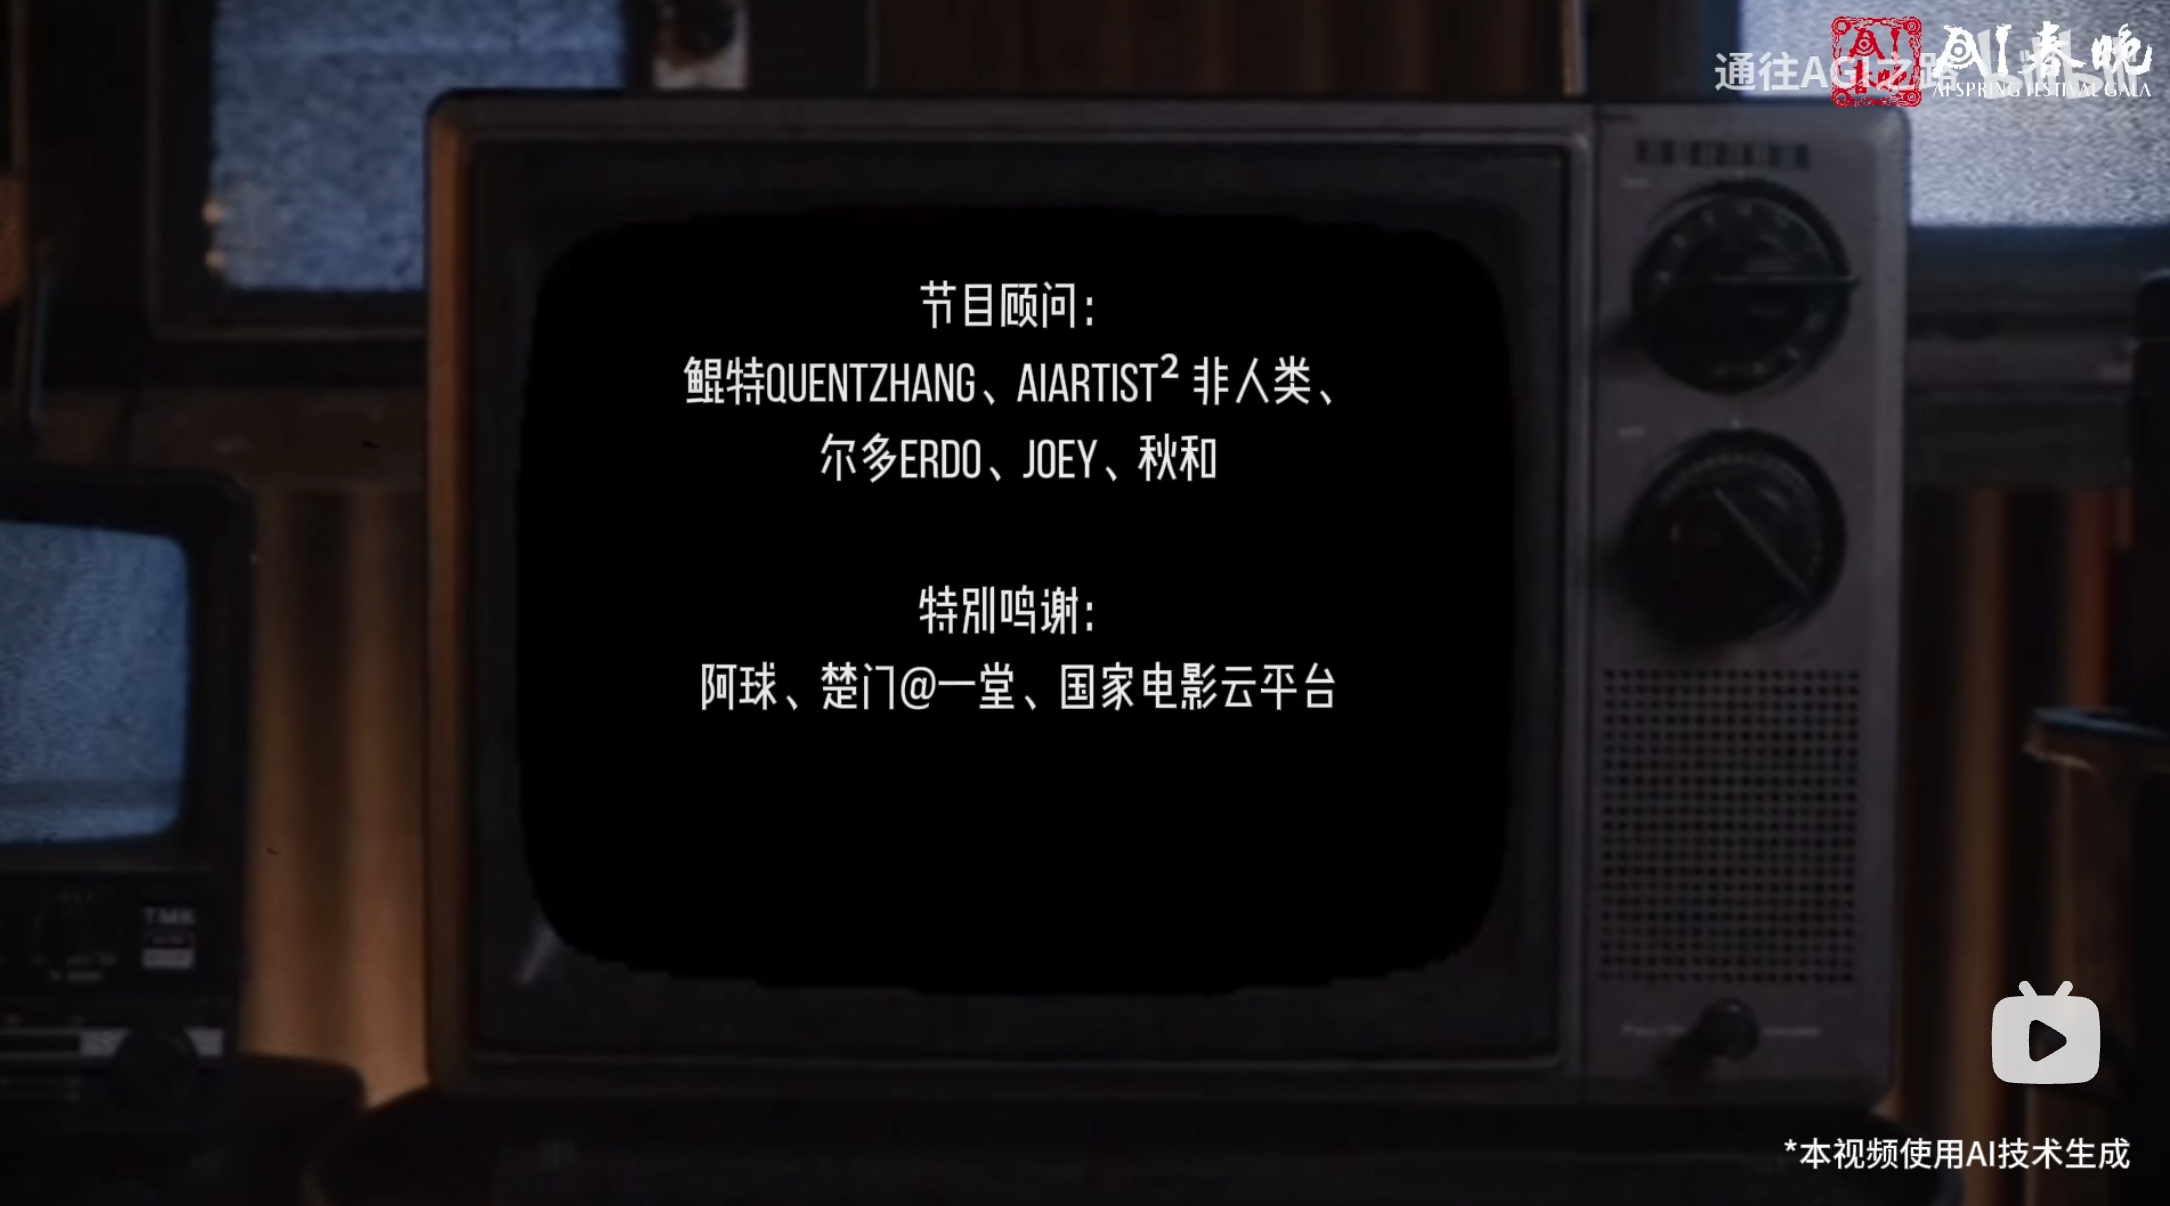 通往AGI之路
AI春晚
AI SPRING FESTIVAL GALA
节目顾问：
鲲特QUENTZHANG、AIARTIST² 非人类、
尔多ERDO、JOEY、秋和
特别鸣谢：
阿球、楚门@一堂、国家电影云平台
TMK
*本视频使用AI技术生成